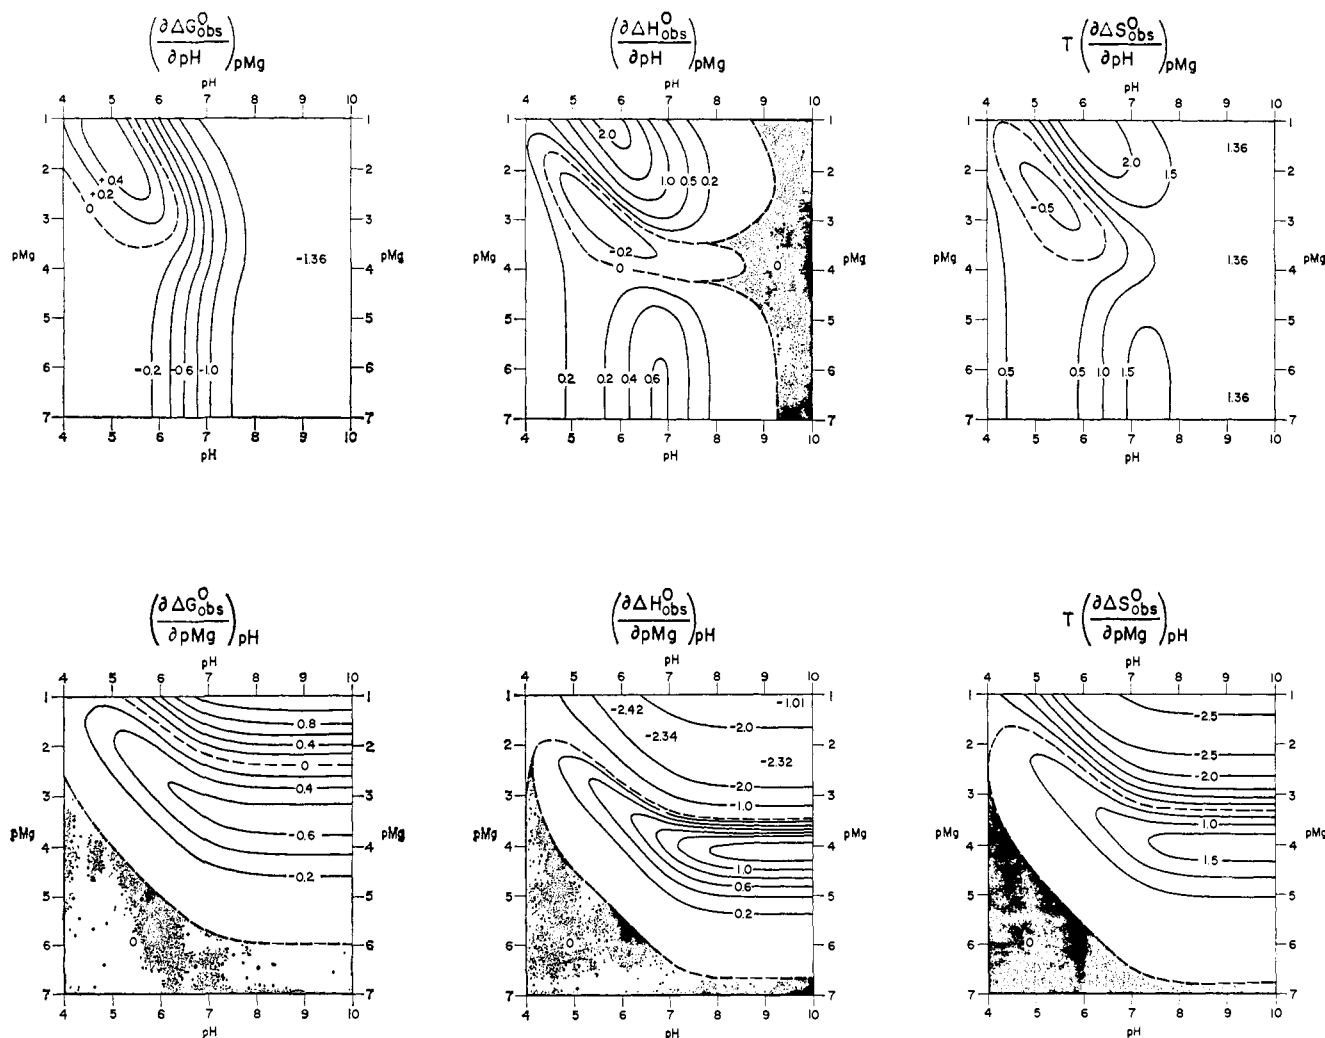 (∂ΔG⁰obs / ∂pH)pMg
pH
4 5 6 7 8 9 10
1 2 3 4 5 6 7
pMg
+0.4
+0.2
0
-1.36
-0.2 -0.6 -1.0
1 2 3 4 5 6 7
pMg
4 5 6 7 8 9 10
pH
(∂ΔH⁰obs / ∂pH)pMg
pH
4 5 6 7 8 9 10
1 2 3 4 5 6 7
pMg
2.0
1.0 0.5 0.2
-0.2
0
0
0.2 0.2 0.4 0.6
1 2 3 4 5 6 7
pMg
4 5 6 7 8 9 10
pH
T (∂ΔS⁰obs / ∂pH)pMg
pH
4 5 6 7 8 9 10
1 2 3 4 5 6 7
pMg
1.36
2.0 1.5
-0.5
1.36
0.5 0.5 1.0 1.5
1.36
1 2 3 4 5 6 7
pMg
4 5 6 7 8 9 10
pH
(∂ΔG⁰obs / ∂pMg)pH
pH
4 5 6 7 8 9 10
1 2 3 4 5 6 7
pMg
0.8
0.4
0
0.4
-0.6
-0.2
0
1 2 3 4 5 6 7
pMg
4 5 6 7 8 9 10
pH
(∂ΔH⁰obs / ∂pMg)pH
pH
4 5 6 7 8 9 10
1 2 3 4 5 6 7
pMg
-2.42
-1.01
-2.0
-2.34
-2.32
-2.0
-1.0
1.0
0.6
0.2
0
1 2 3 4 5 6 7
pMg
4 5 6 7 8 9 10
pH
T (∂ΔS⁰obs / ∂pMg)pH
pH
4 5 6 7 8 9 10
1 2 3 4 5 6 7
pMg
-2.5
-2.5
-2.0
1.0
1.5
0
1 2 3 4 5 6 7
pMg
4 5 6 7 8 9 10
pH